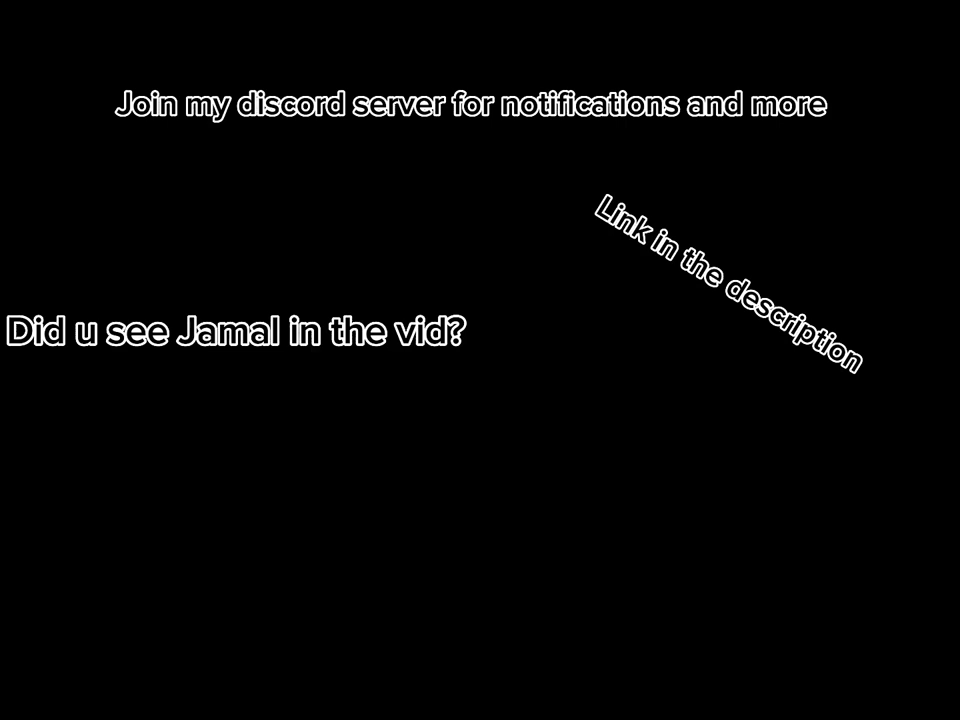 Join my discord server for notifications and more
Link in the description
Did u see Jamal in the vid?